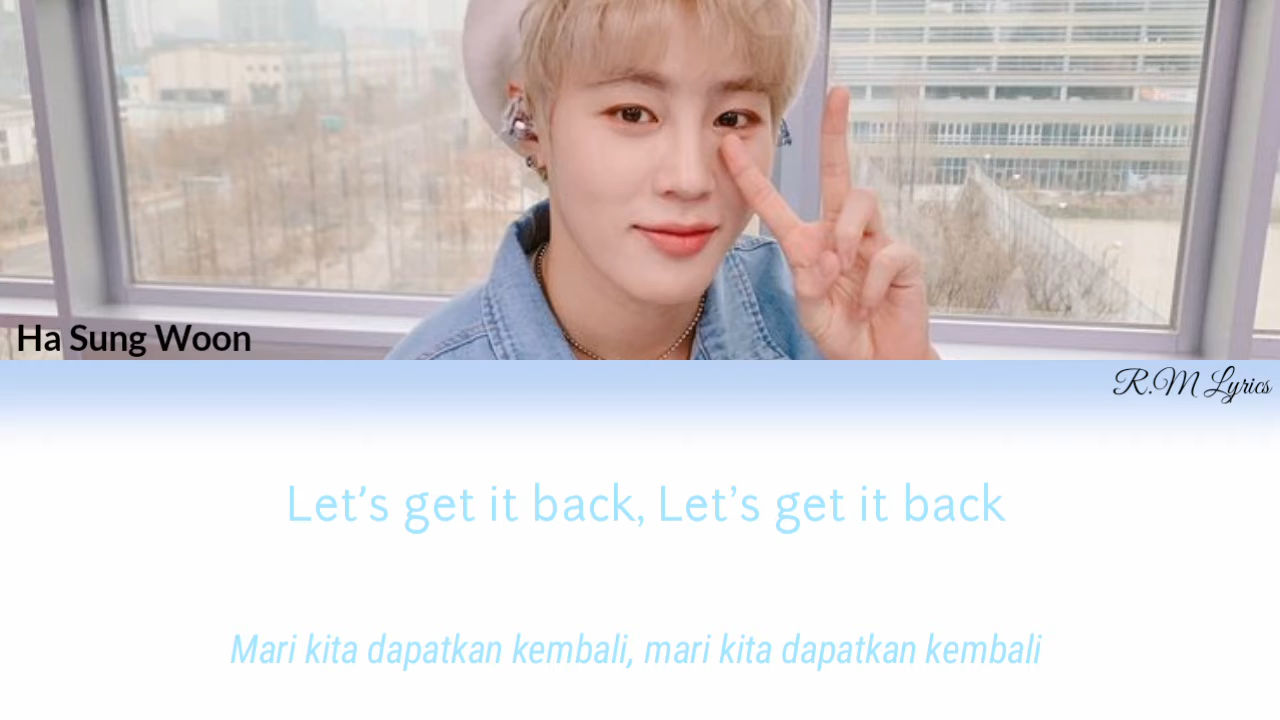 Ha Sung Woon
R.M Lyrics
Let's get it back, Let’s get it back
Mari kita dapatkan kembali, mari kita dapatkan kembali